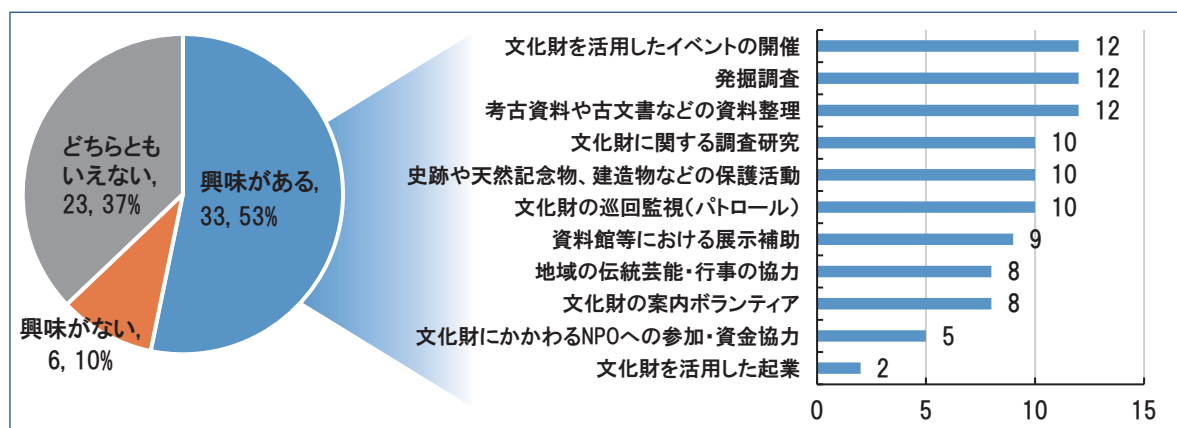 どちらとも
いえない,
23, 37%
興味がある,
33, 53%
興味がない,
6, 10%
文化財を活用したイベントの開催 12
発掘調査 12
考古資料や古文書などの資料整理 12
文化財に関する調査研究 10
史跡や天然記念物、建造物などの保護活動 10
文化財の巡回監視(パトロール) 10
資料館等における展示補助 9
地域の伝統芸能・行事の協力 8
文化財の案内ボランティア 8
文化財にかかわるNPOへの参加・資金協力 5
文化財を活用した起業 2
0 5 10 15